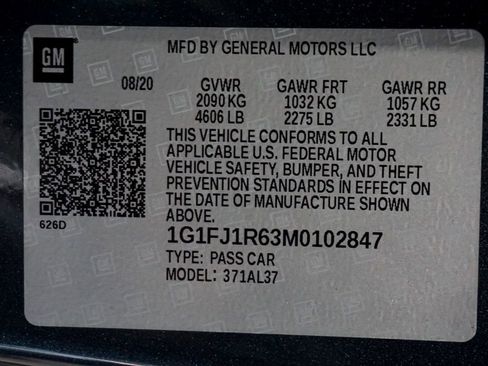 GM
MFD BY GENERAL MOTORS LLC
08/20 GVWR GAWR FRT GAWR RR
2090 KG 1032 KG 1057 KG
4606 LB 2275 LB 2331 LB
THIS VEHICLE CONFORMS TO ALL
APPLICABLE U.S. FEDERAL MOTOR
VEHICLE SAFETY, BUMPER, AND THEFT
PREVENTION STANDARDS IN EFFECT ON
THE DATE OF MANUFACTURE SHOWN
ABOVE.
626D
1G1FJ1R63M0102847
TYPE: PASS CAR
MODEL: 371AL37